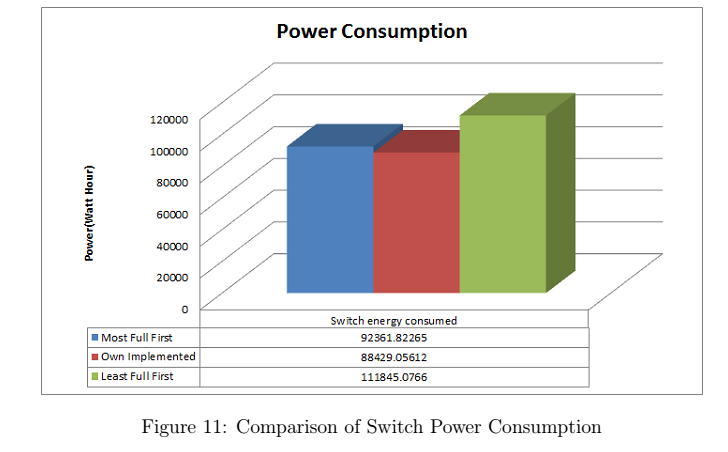 Power Consumption
120000
100000
80000
60000
40000
20000
0
Power(Watt Hour)
Switch energy consumed
Most Full First 92361.82265
Own Implemented 88429.05612
Least Full First 111845.0766
Figure 11: Comparison of Switch Power Consumption